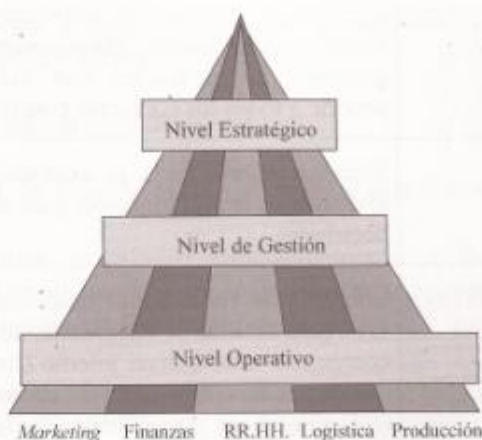 Nivel Estratégico
Nivel de Gestión
Nivel Operativo
Marketing Finanzas RR.HH. Logística Producción